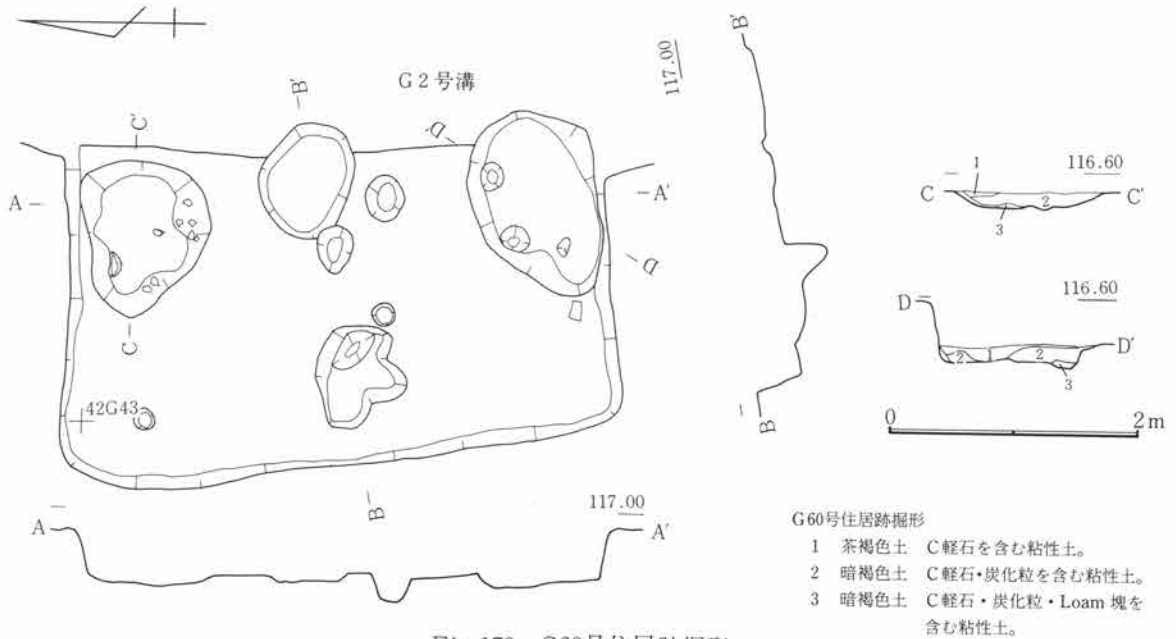 G2号溝
B'
C'
D'
A
A'
D
C
42G43
B
117.00
A
A'
117.00
B'
B
1
116.60
C
C'
2
3
116.60
D
D'
2
2
3
0
2m
G60号住居跡掘形
1 茶褐色土 C軽石を含む粘性土。
2 暗褐色土 C軽石・炭化粒を含む粘性土。
3 暗褐色土 C軽石・炭化粒・Loam 塊を
含む粘性土。